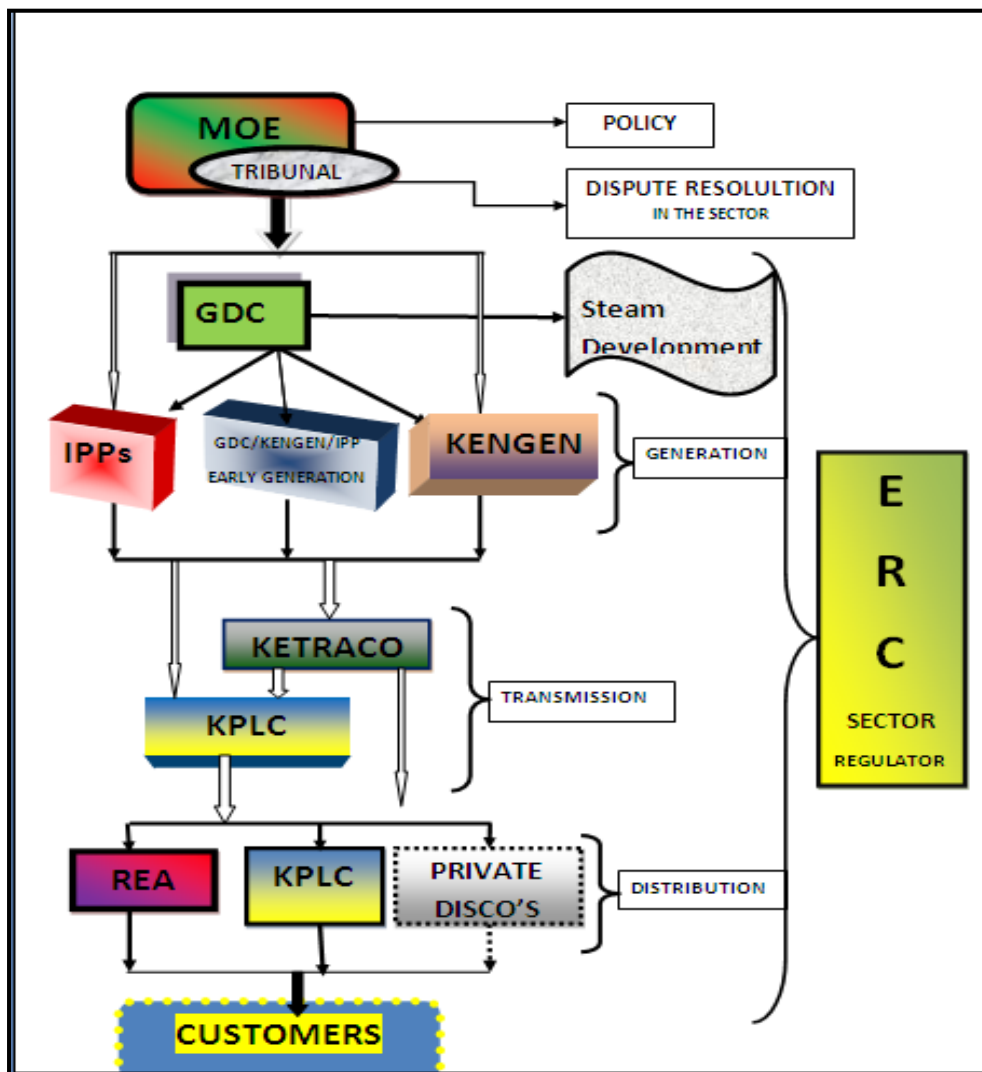 MOE
TRIBUNAL
POLICY
DISPUTE RESOLULTION
IN THE SECTOR
GDC
Steam
Development
IPPs
GDC/KENGEN/IPP
EARLY GENERATION
KENGEN
GENERATION
E
R
C
SECTOR
REGULATOR
KETRACO
TRANSMISSION
KPLC
REA
KPLC
PRIVATE
DISCO'S
DISTRIBUTION
CUSTOMERS